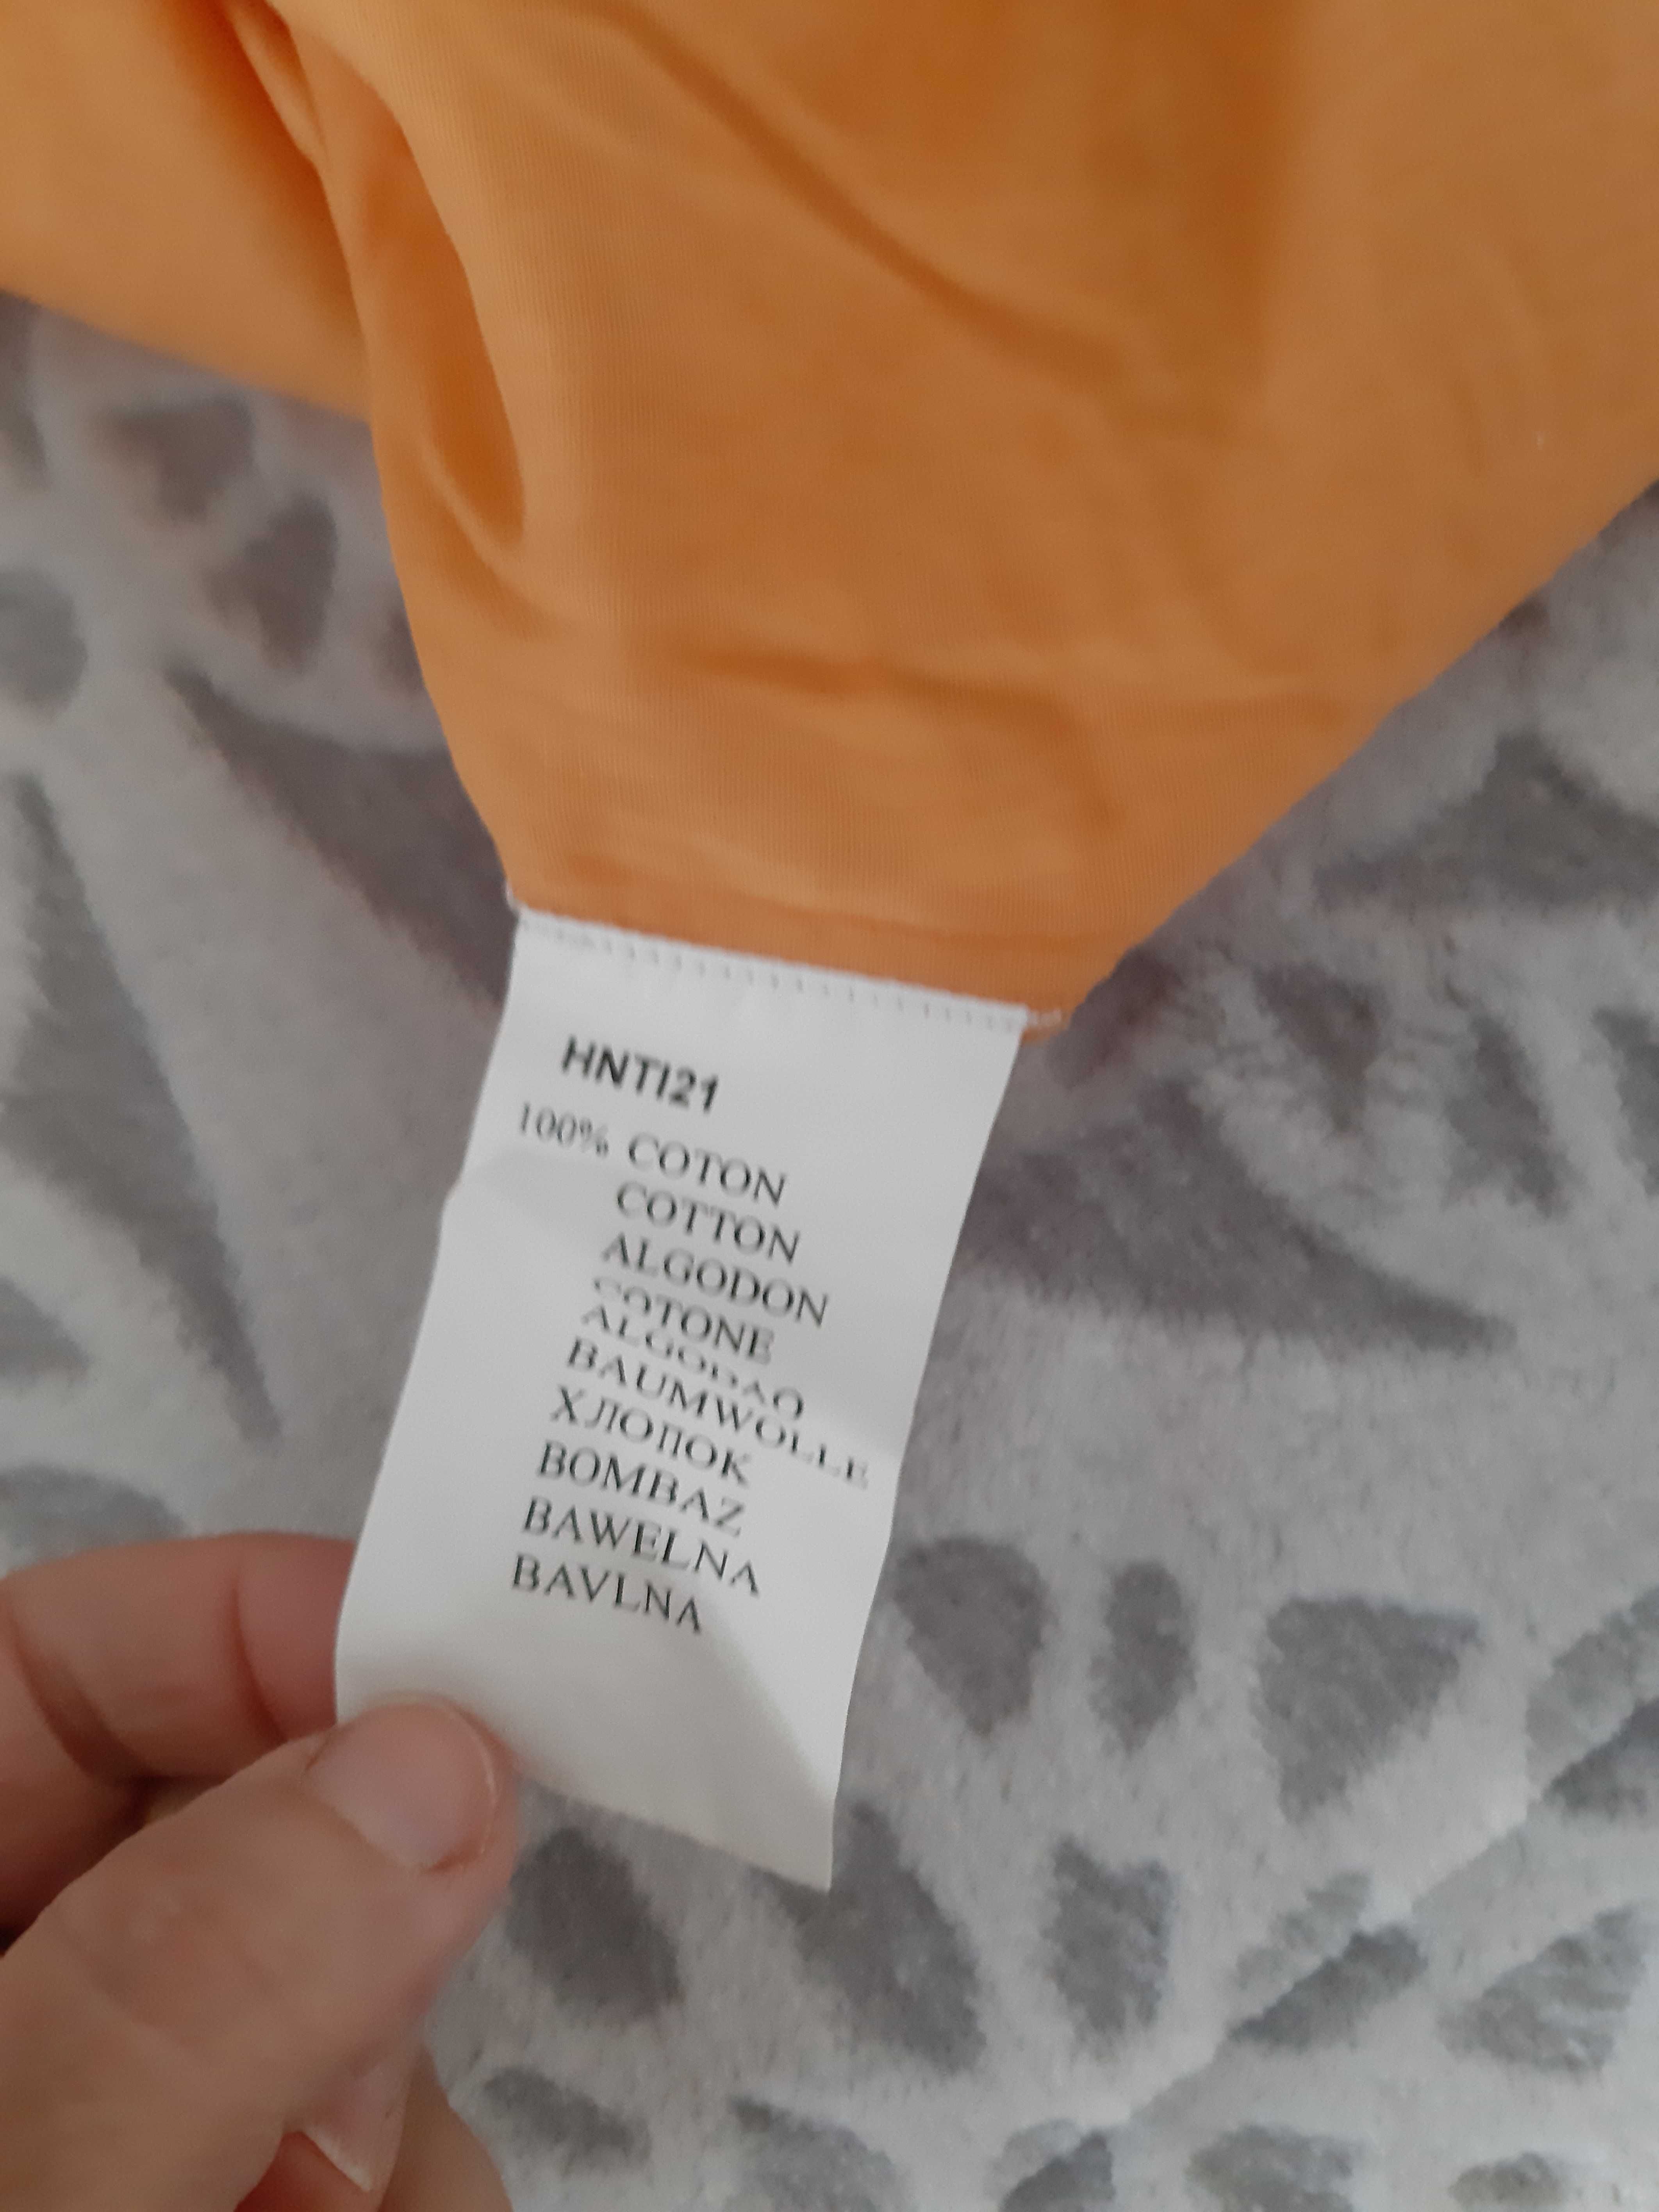 HNTI21
100% COTON
COTTON
ALGODON
COTONE
ALGODAO
BAUMWOLLE
ХЛОПОК
BOMBAZ
BAWELNA
BAVLNA